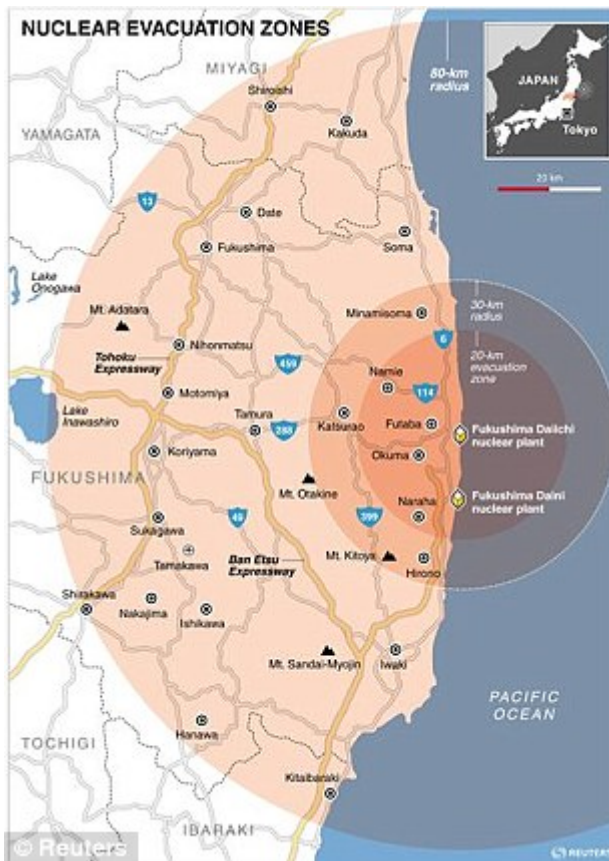 NUCLEAR EVACUATION ZONES
MIYAGI
80-km
radius
JAPAN
Tokyo
Shiroishi
Kakuda
YAMAGATA
20 km
13
Date
Soma
Fukushima
Lake
Onogawa
Mt. Adatara
Minamisoma
30-km
radius
6
20-km
evacuation
zone
Nihonmatsu
Tohoku
Expressway
459
Namie
114
Motomiya
Lake
Inawashiro
Tamura
288
Katsurao
Futaba
Fukushima Daiichi
nuclear plant
Koriyama
Okuma
FUKUSHIMA
Mt. Otakine
Fukushima Daini
nuclear plant
Naraha
49
399
Sukagawa
Tamakawa
Ban Etsu
Expressway
Mt. Kitoya
Hirono
Shirakawa
Nakajima
Ishikawa
Mt. Sandai-Myojin
Iwaki
PACIFIC
OCEAN
Hanawa
TOCHIGI
Kitaibaraki
IBARAKI
© Reuters
REUTERS